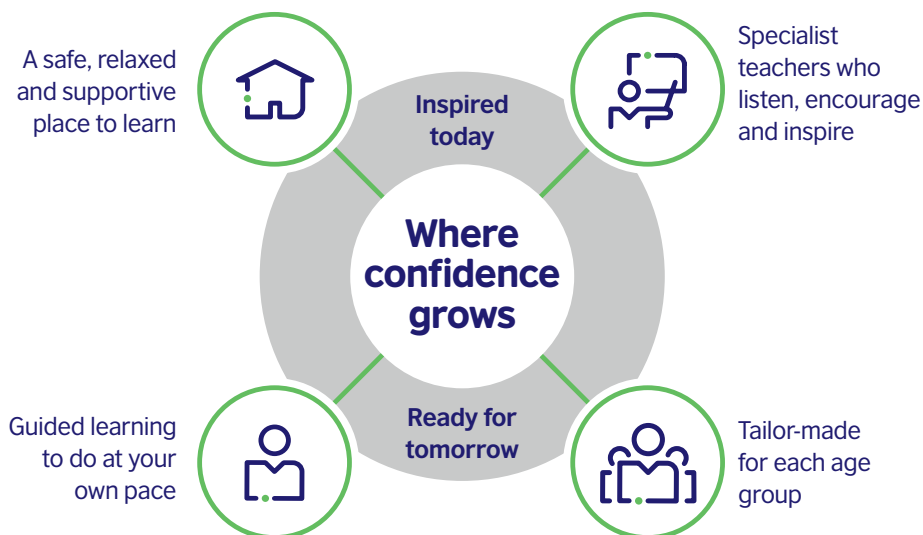 A safe, relaxed
and supportive
place to learn
Inspired
today
Specialist
teachers who
listen, encourage
and inspire
Where
confidence
grows
Guided learning
to do at your
own pace
Ready for
tomorrow
Tailor-made
for each age
group